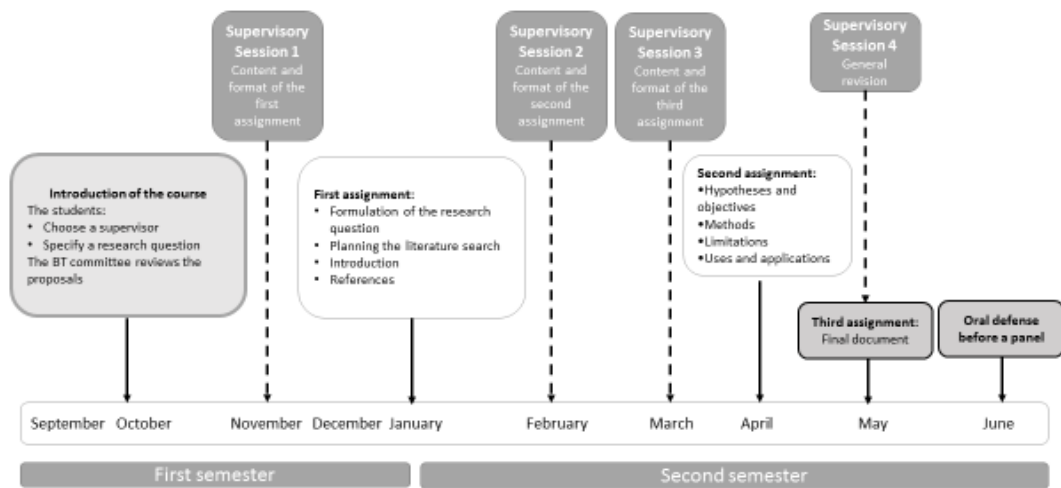 Supervisory
Session 1
Content and
format of the
first
assignment
Supervisory
Session 2
Content and
format of the
second
assignment
Supervisory
Session 3
Content and
format of the
third
assignment
Supervisory
Session 4
General
revision
Introduction of the course
The students:
• Choose a supervisor
• Specify a research question
The BT committee reviews the
proposals
First assignment:
• Formulation of the research
question
• Planning the literature search
• Introduction
• References
Second assignment:
•Hypotheses and
objectives
•Methods
•Limitations
•Uses and applications
Third assignment:
Final document
Oral defense
before a panel
September October November December January February March April May June
First semester Second semester